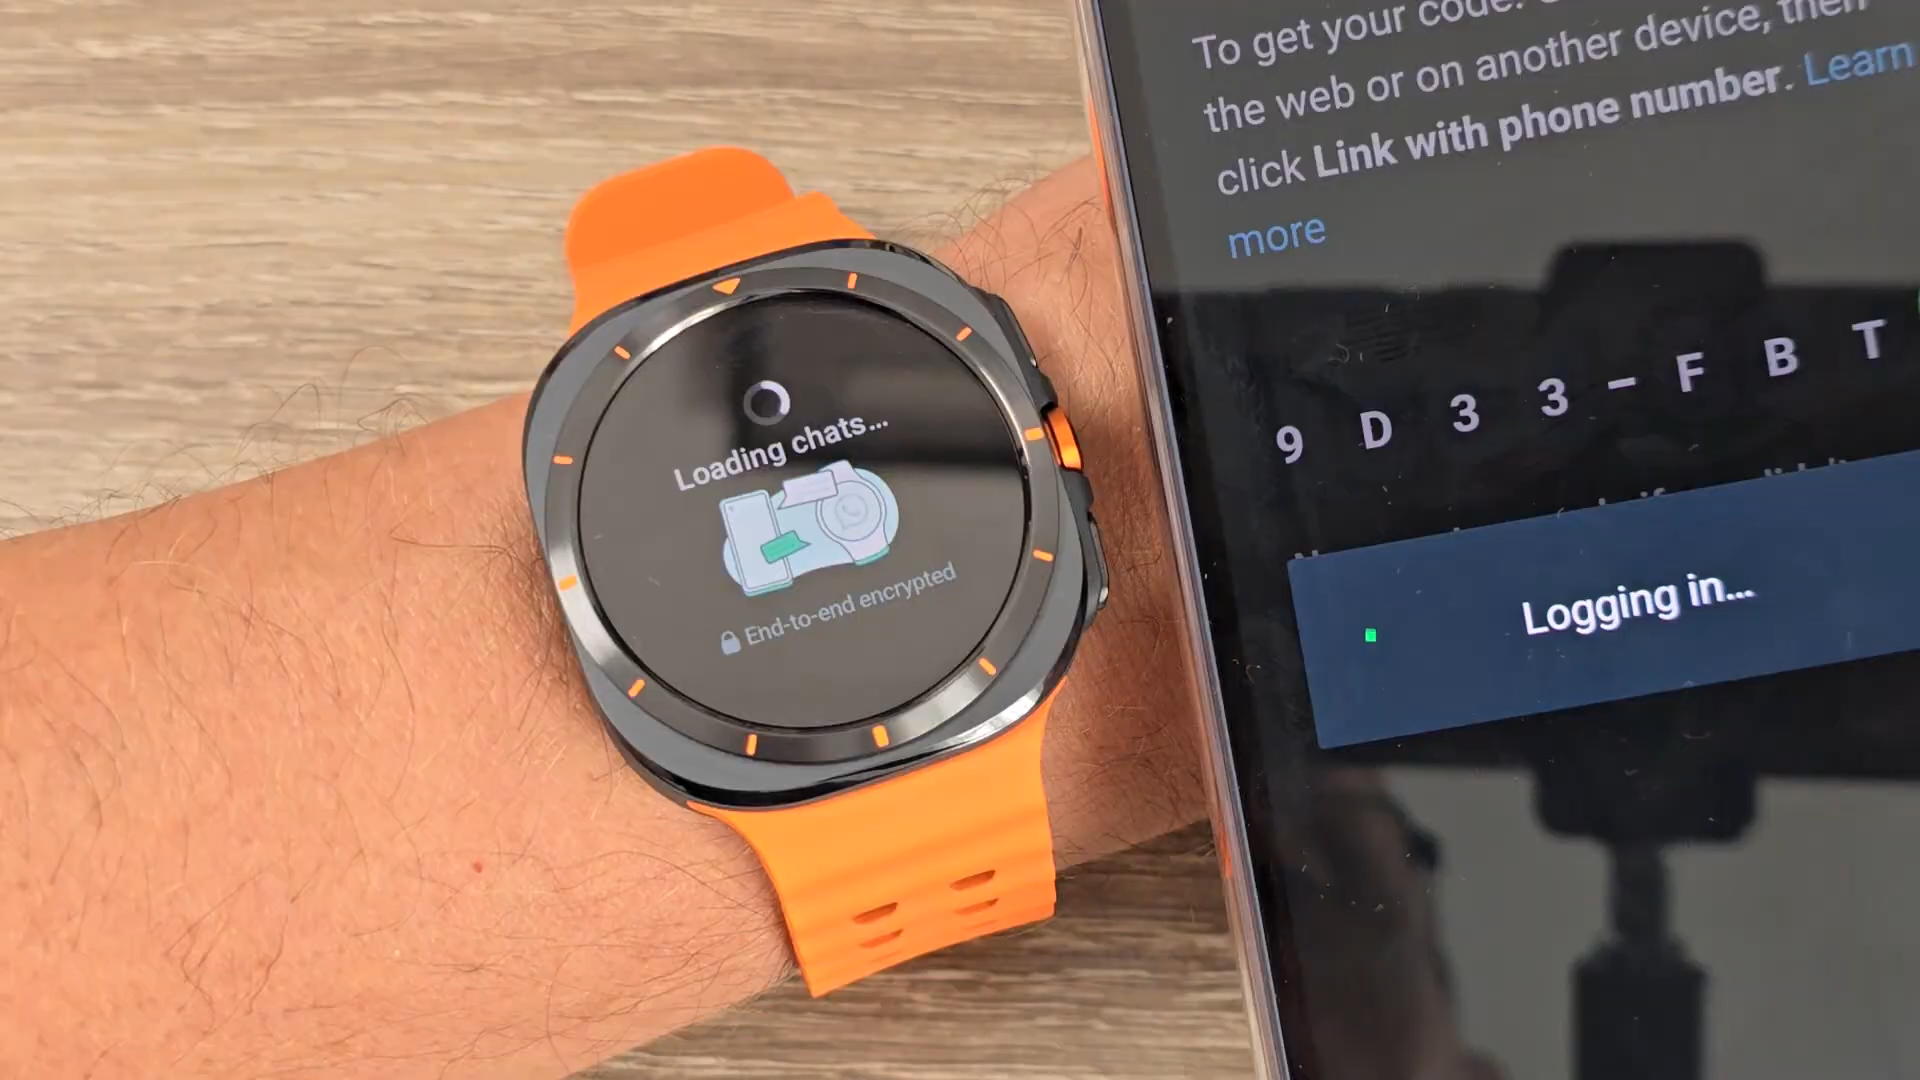 Loading chats...
End-to-end encrypted
To get your code:
the web or on another device, then
click Link with phone number. Learn
more
9 D 3 3 - F B T
Logging in...